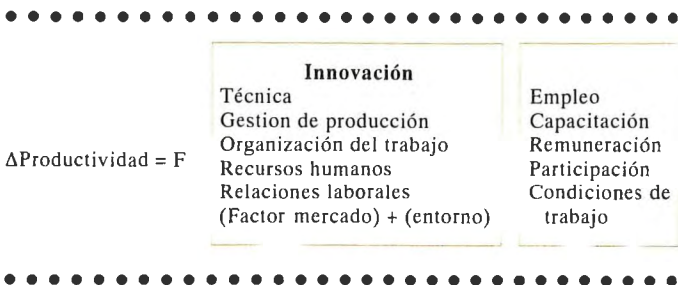 ΔProductividad = F
Innovación
Técnica
Gestion de producción
Organización del trabajo
Recursos humanos
Relaciones laborales
(Factor mercado) + (entorno)
Empleo
Capacitación
Remuneración
Participación
Condiciones de
trabajo